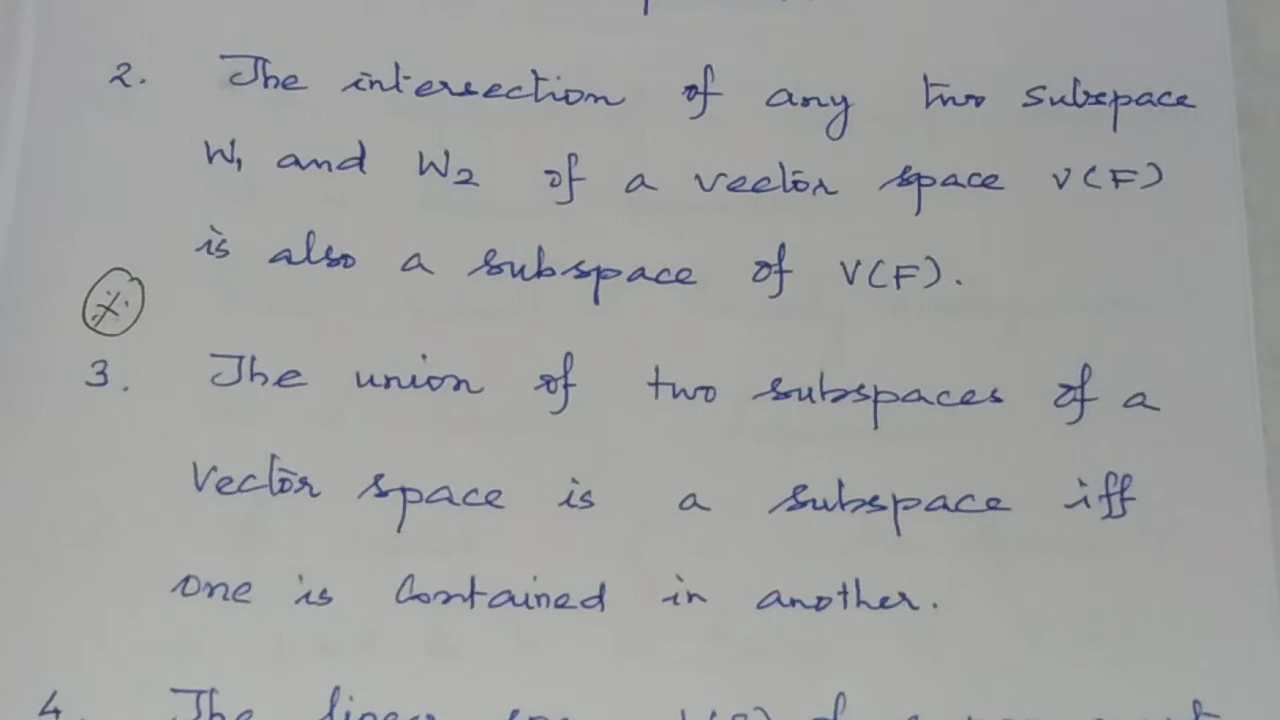 2. The intersection of any two subspace
W1 and W2 of a vector space V(F)
is also a subspace of V(F).
3. The union of two subspaces of a
Vector space is a subspace iff
one is contained in another.
4. The